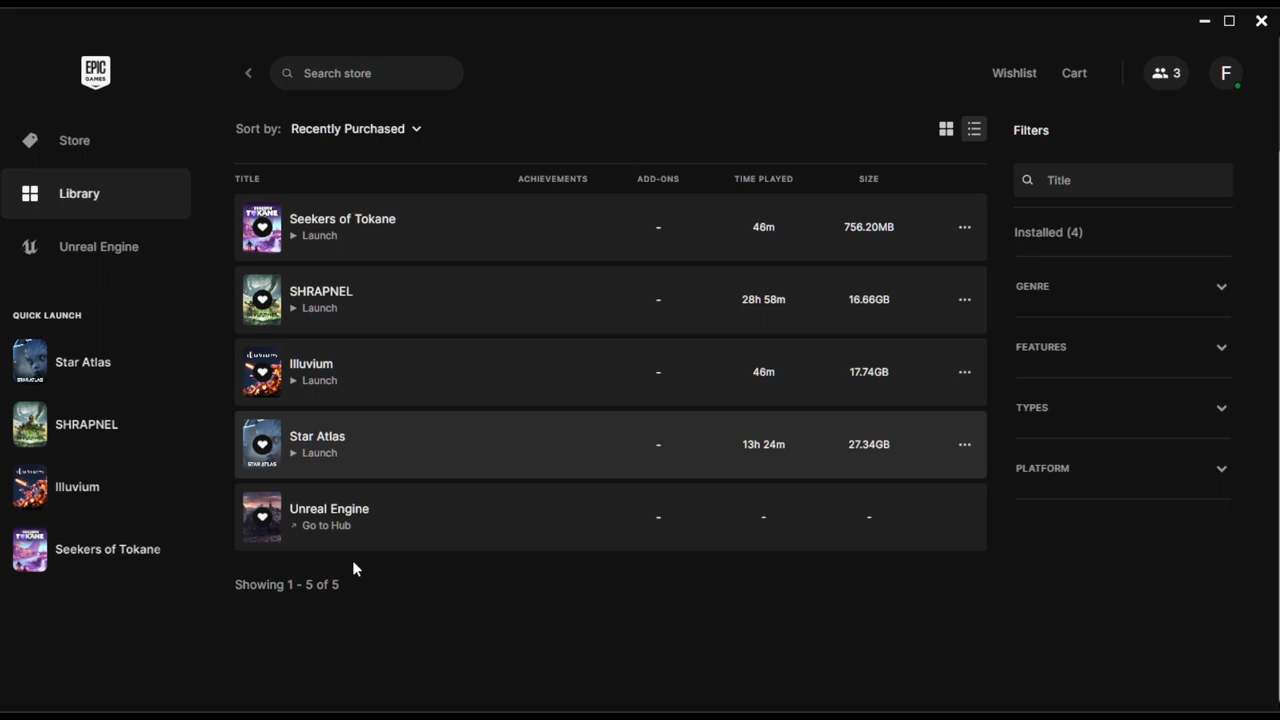 EPIC
GAMES
Search store
Wishlist
Cart
3
F
Store
Library
Unreal Engine
QUICK LAUNCH
Star Atlas
SHRAPNEL
Illuvium
Seekers of Tokane
Sort by: Recently Purchased
TITLE ACHIEVEMENTS ADD-ONS TIME PLAYED SIZE
Seekers of Tokane
Launch
- 46m 756.20MB ...
SHRAPNEL
Launch
- 28h 58m 16.66GB ...
Illuvium
Launch
- 46m 17.74GB ...
Star Atlas
Launch
- 13h 24m 27.34GB ...
Unreal Engine
Go to Hub
- - -
Showing 1 - 5 of 5
Filters
Title
Installed (4)
GENRE
FEATURES
TYPES
PLATFORM